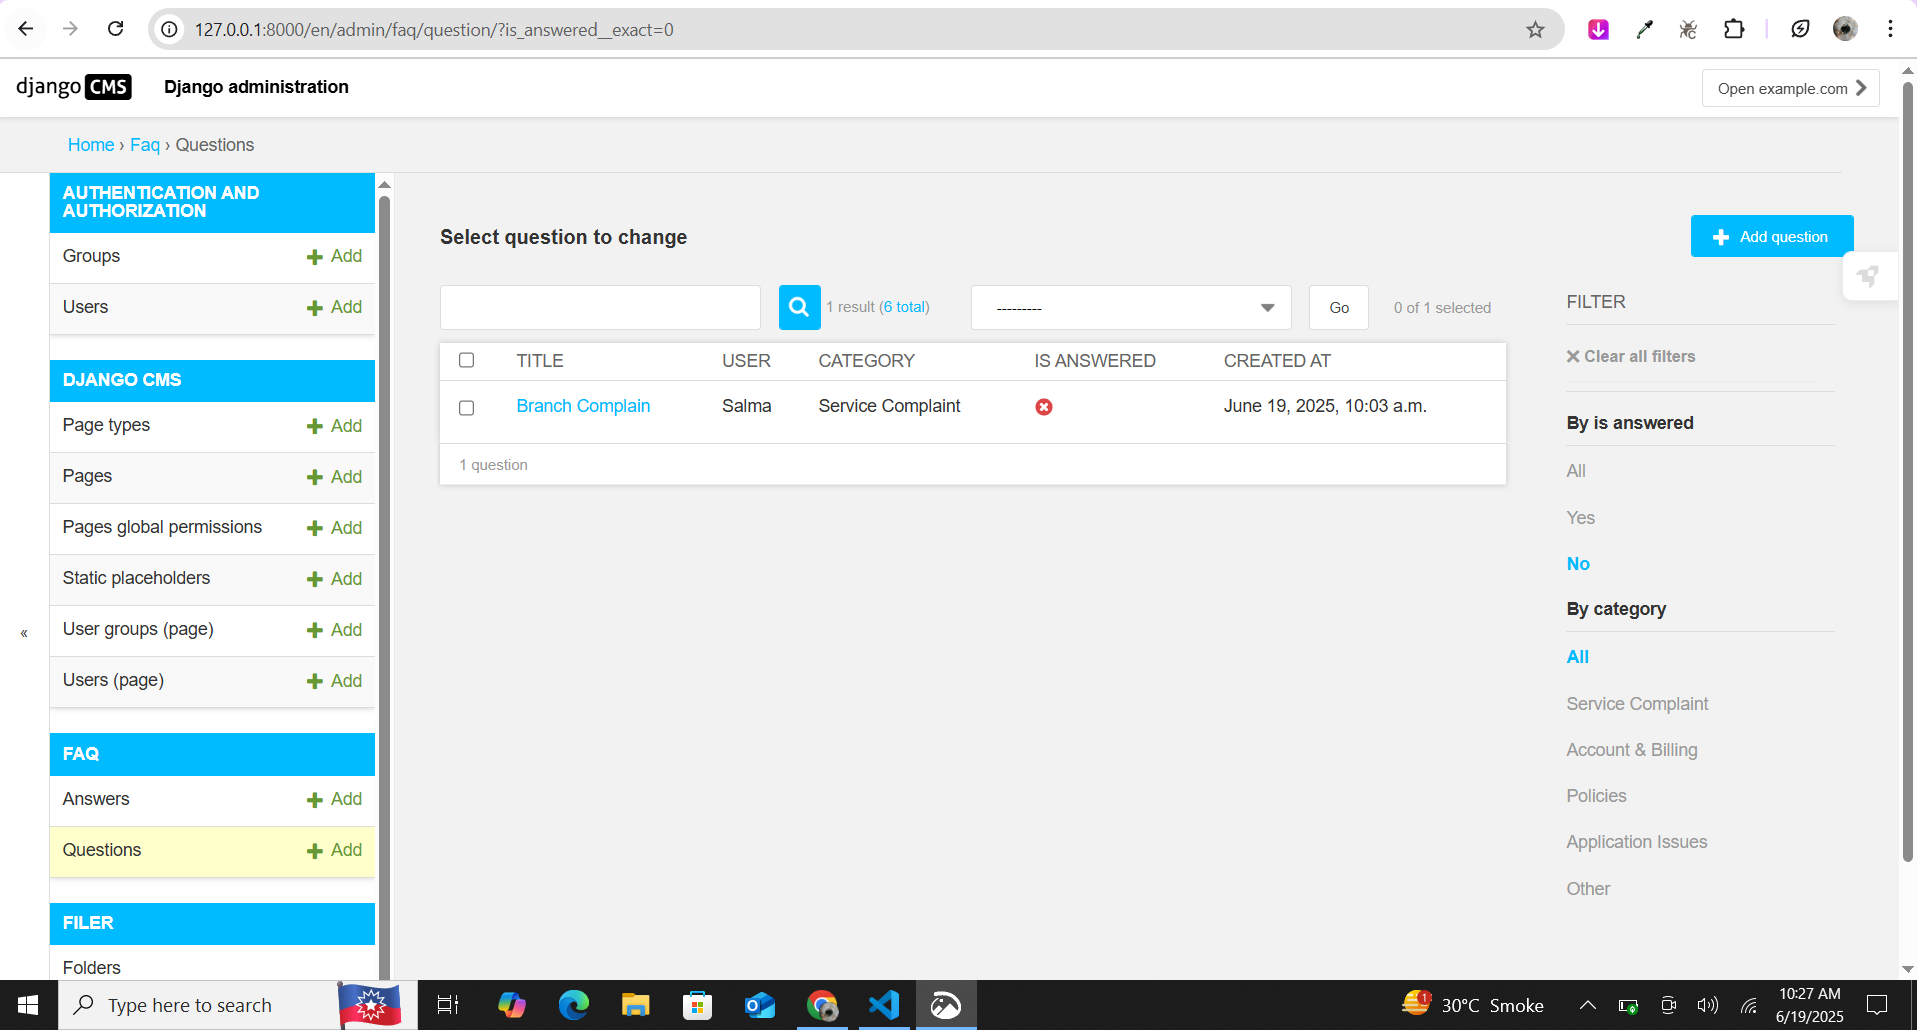 127.0.0.1:8000/en/admin/faq/question/?is_answered__exact=0
django CMS
Django administration
Open example.com
Home › Faq › Questions
AUTHENTICATION AND
AUTHORIZATION
Groups
Add
Users
Add
DJANGO CMS
Page types
Add
Pages
Add
Pages global permissions
Add
Static placeholders
Add
User groups (page)
Add
Users (page)
Add
FAQ
Answers
Add
Questions
Add
FILER
Folders
«
Select question to change
Add question
1 result (6 total)
---------
Go
0 of 1 selected
TITLE USER CATEGORY IS ANSWERED CREATED AT
Branch Complain Salma Service Complaint June 19, 2025, 10:03 a.m.
1 question
FILTER
Clear all filters
By is answered
All
Yes
No
By category
All
Service Complaint
Account & Billing
Policies
Application Issues
Other
Type here to search
1
30°C Smoke
10:27 AM
6/19/2025